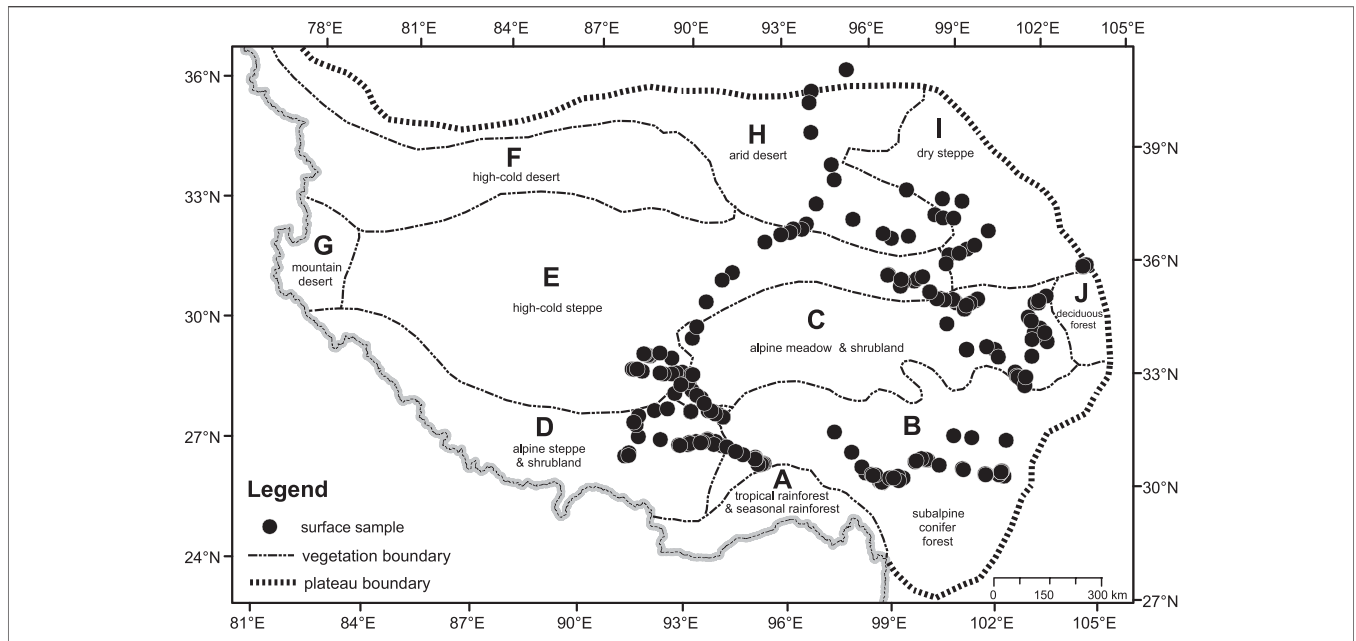 78°E 81°E 84°E 87°E 90°E 93°E 96°E 99°E 102°E 105°E
36°N
33°N
30°N
27°N
24°N
39°N
36°N
33°N
30°N
27°N
H
arid desert
I
dry steppe
F
high-cold desert
G
mountain
desert
E
high-cold steppe
J
deciduous
forest
C
alpine meadow & shrubland
D
alpine steppe
& shrubland
B
A
tropical rainforest
& seasonal rainforest
subalpine
conifer
forest
Legend
surface sample
vegetation boundary
plateau boundary
0 150 300 km
81°E 84°E 87°E 90°E 93°E 96°E 99°E 102°E 105°E